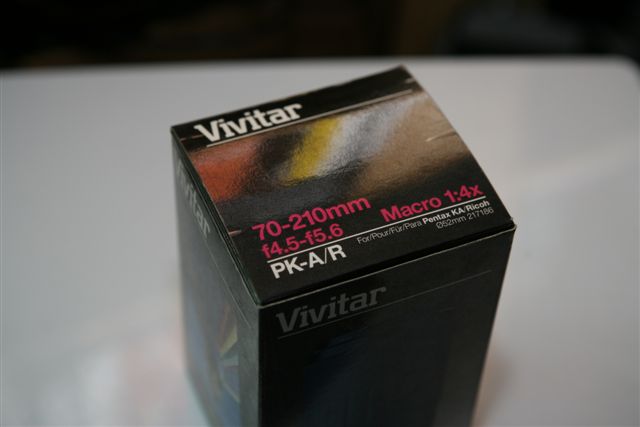 Vivitar
70-210mm Macro 1:4x
f4.5-f5.6 For/Pour/Für/Para Pentax KA/Ricoh
PK-A/R Ø52mm 217186
Vivitar
Vivitar